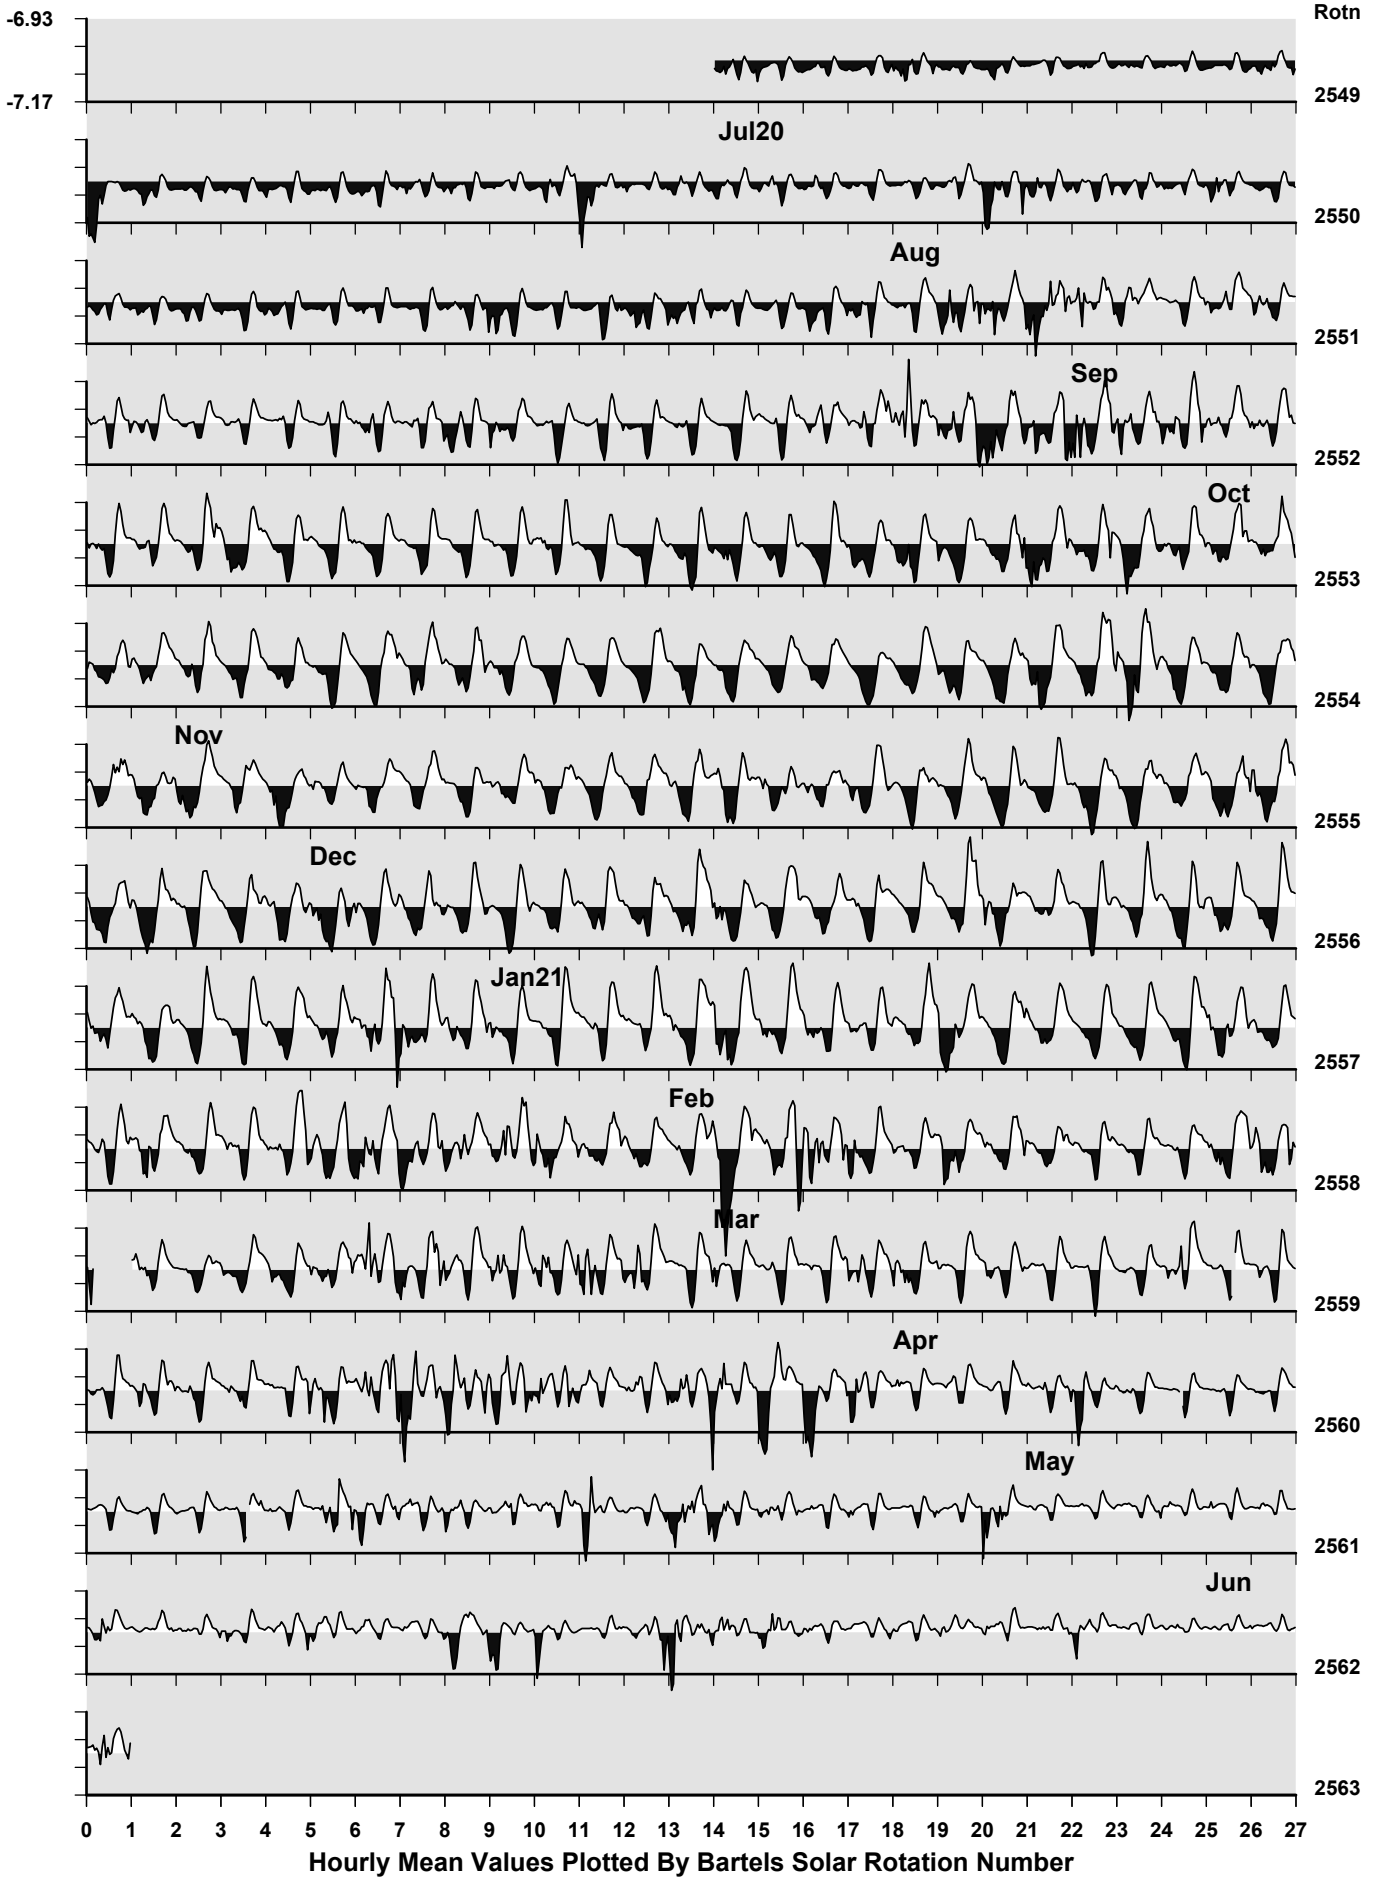 -6.93 Rotn
-7.17 2549
Jul20
2550
Aug
2551
Sep
2552
Oct
2553
2554
Nov
2555
Dec
2556
Jan21
2557
Feb
2558
Mar
2559
Apr
2560
May
2561
Jun
2562
2563
0 1 2 3 4 5 6 7 8 9 10 11 12 13 14 15 16 17 18 19 20 21 22 23 24 25 26 27
Hourly Mean Values Plotted By Bartels Solar Rotation Number